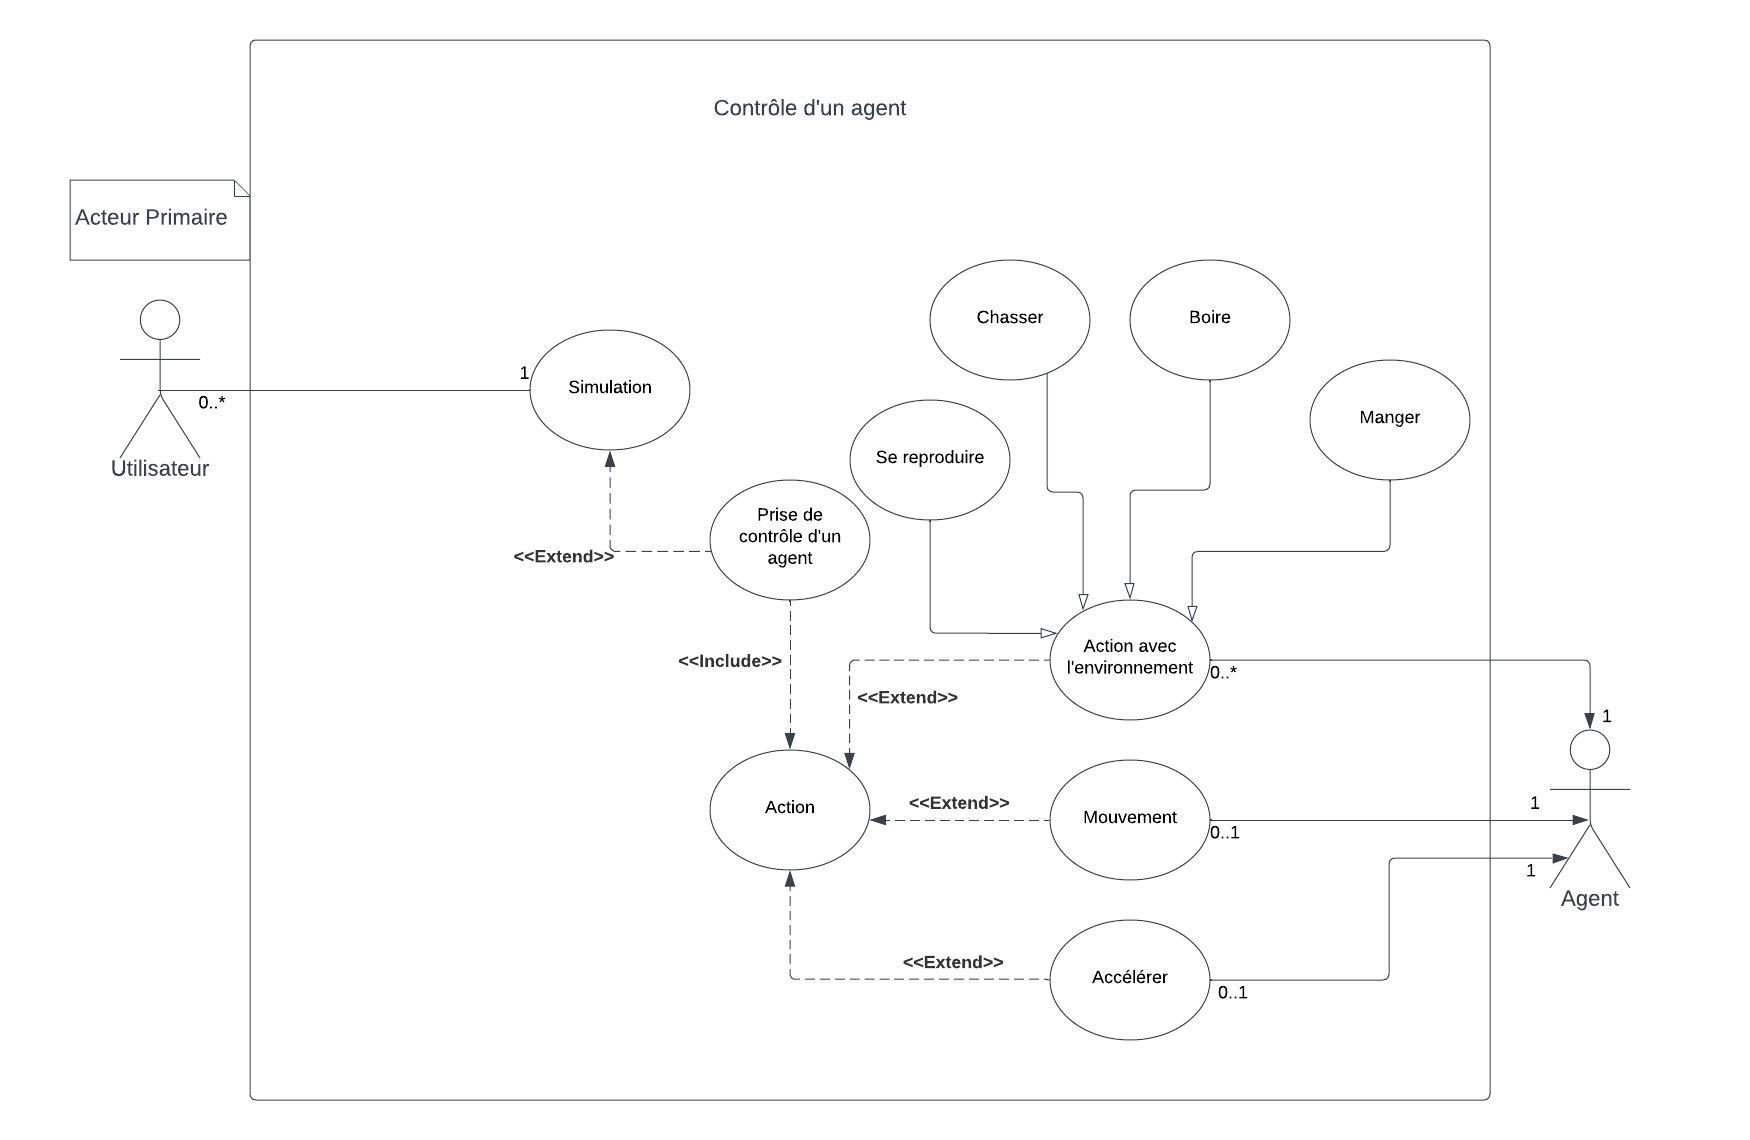 Contrôle d'un agent
Acteur Primaire
Utilisateur
0..*
1
Simulation
<<Extend>>
Prise de
contrôle d'un
agent
<<Include>>
Chasser
Boire
Manger
Se reproduire
Action avec
l'environnement
0..*
1
<<Extend>>
Action
<<Extend>>
Mouvement
0..1
1
<<Extend>>
Accélérer
0..1
1
Agent